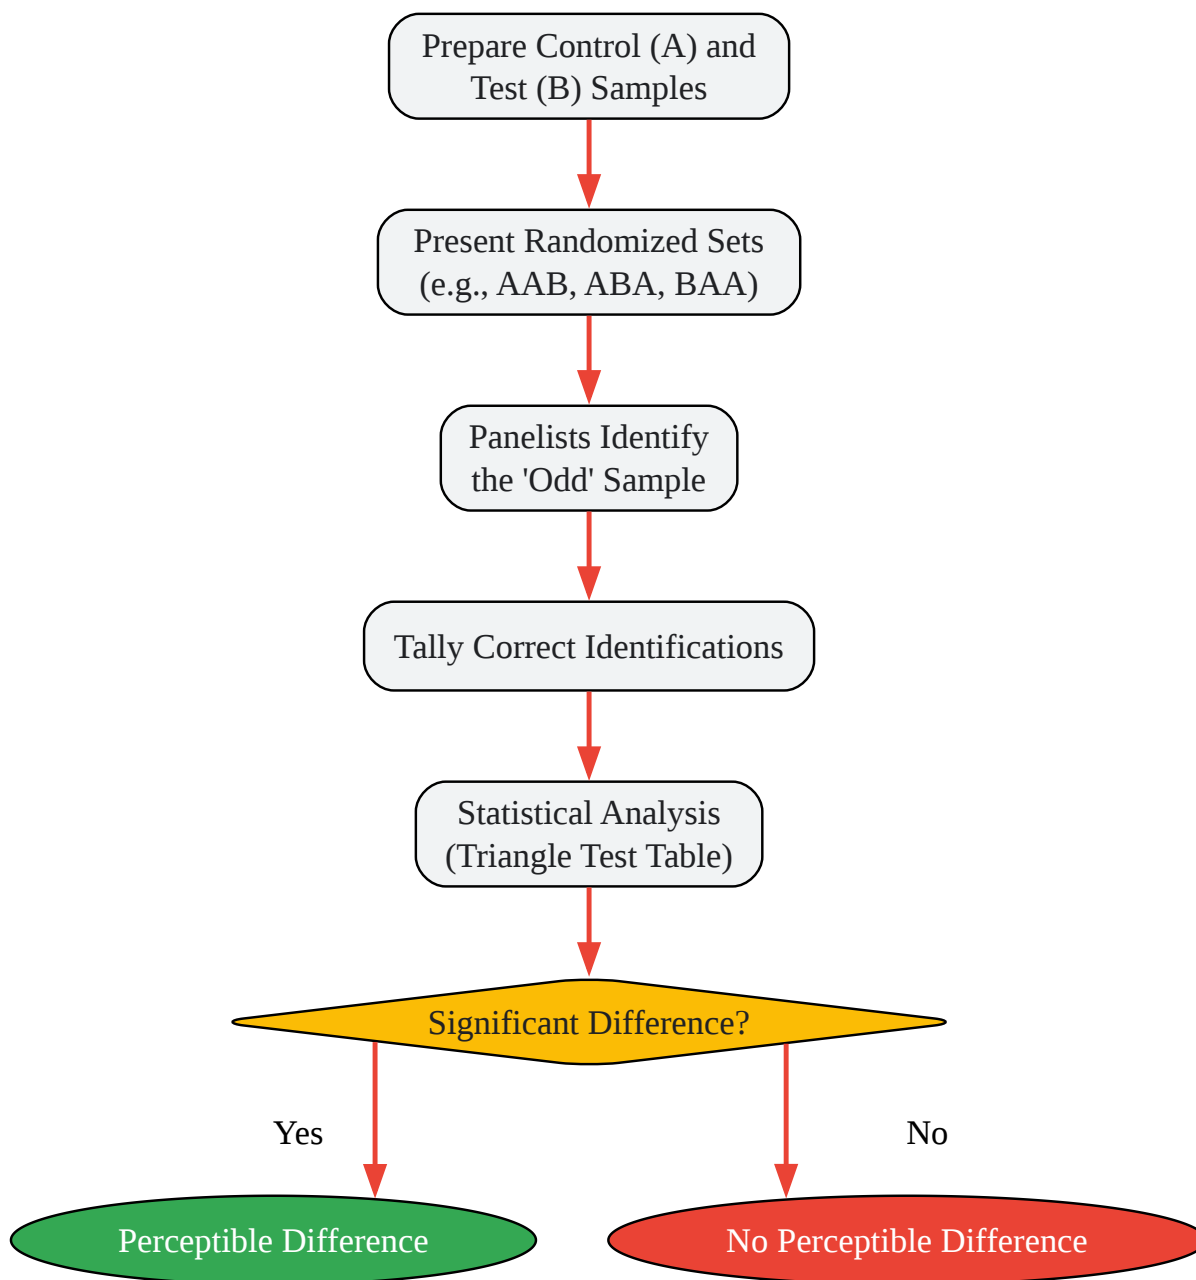 Prepare Control (A) and
Test (B) Samples
Present Randomized Sets
(e.g., AAB, ABA, BAA)
Panelists Identify
the 'Odd' Sample
Tally Correct Identifications
Statistical Analysis
(Triangle Test Table)
Significant Difference?
Yes
No
Perceptible Difference
No Perceptible Difference